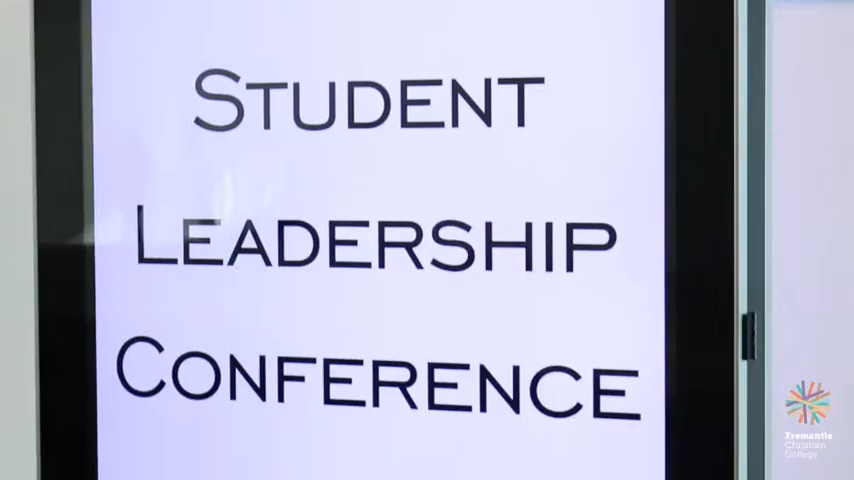 STUDENT
LEADERSHIP
CONFERENCE
Fremantle
Christian
College